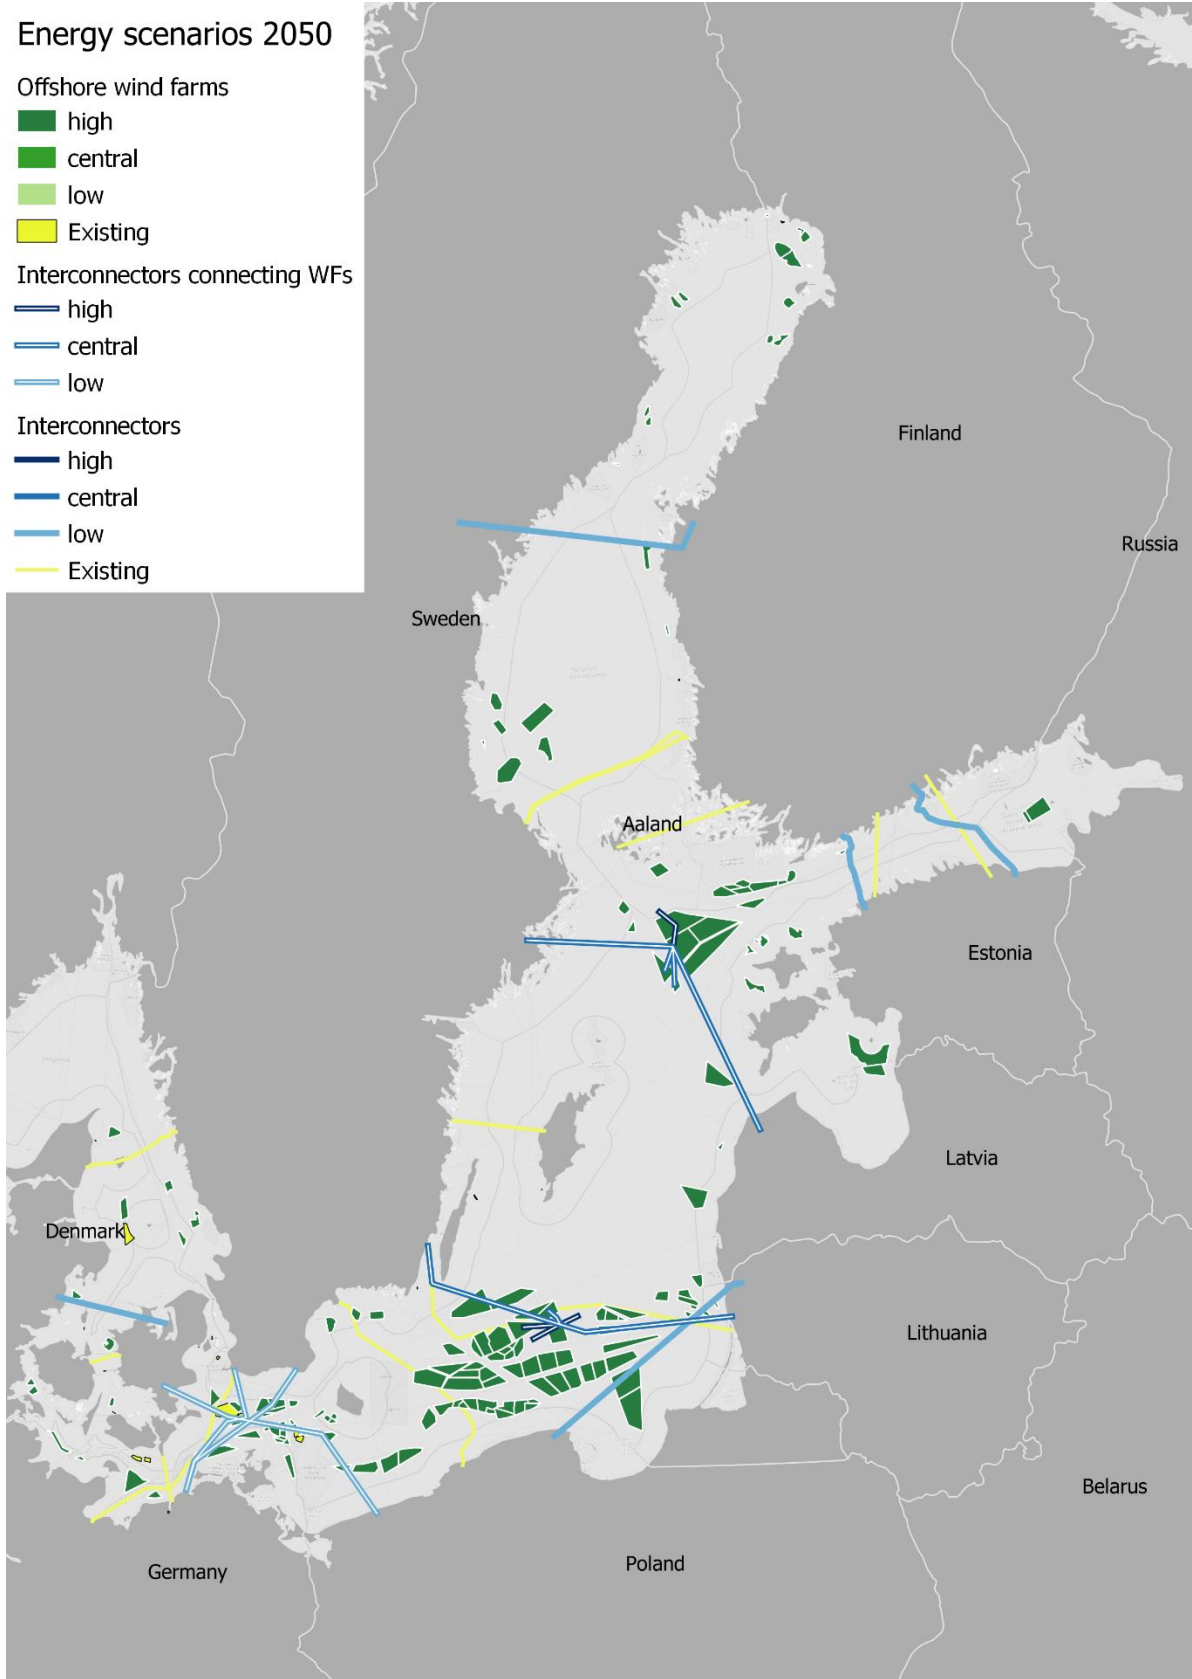 Energy scenarios 2050
Offshore wind farms
high
central
low
Existing
Interconnectors connecting WFs
high
central
low
Interconnectors
high
central
low
Existing
Finland
Russia
Sweden
Aaland
Estonia
Latvia
Denmark
Lithuania
Belarus
Germany
Poland